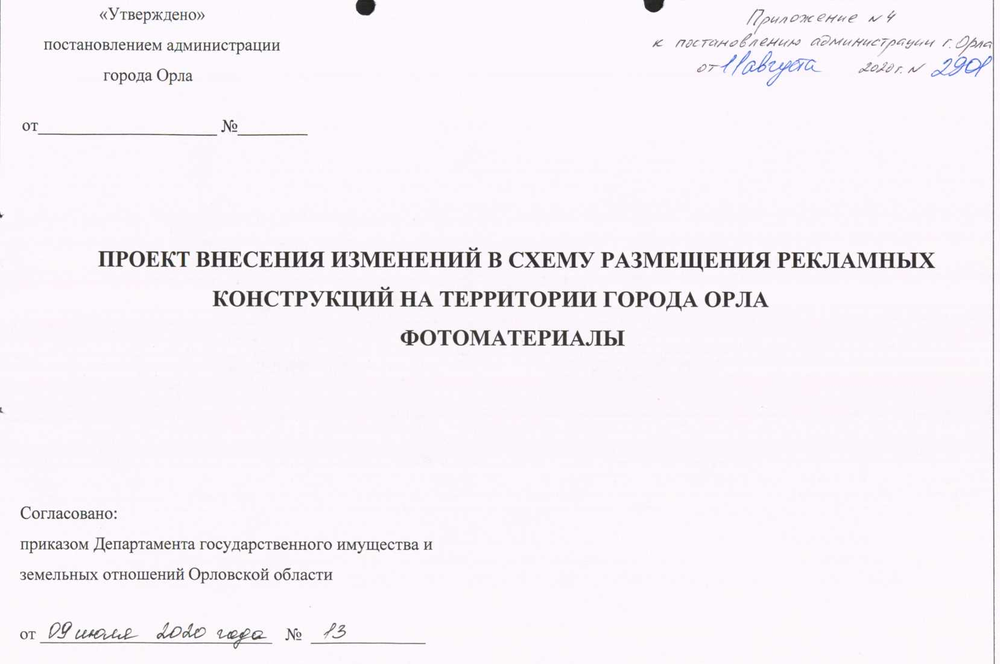 «Утверждено»
постановлением администрации
города Орла
от____________________ №________
Приложение N 4
к постановлению администрации г. Орла
от 11 августа 2020 г. N 2901
ПРОЕКТ ВНЕСЕНИЯ ИЗМЕНЕНИЙ В СХЕМУ РАЗМЕЩЕНИЯ РЕКЛАМНЫХ
КОНСТРУКЦИЙ НА ТЕРРИТОРИИ ГОРОДА ОРЛА
ФОТОМАТЕРИАЛЫ
Согласовано:
приказом Департамента государственного имущества и
земельных отношений Орловской области
от 09 июля 2020 года № 13